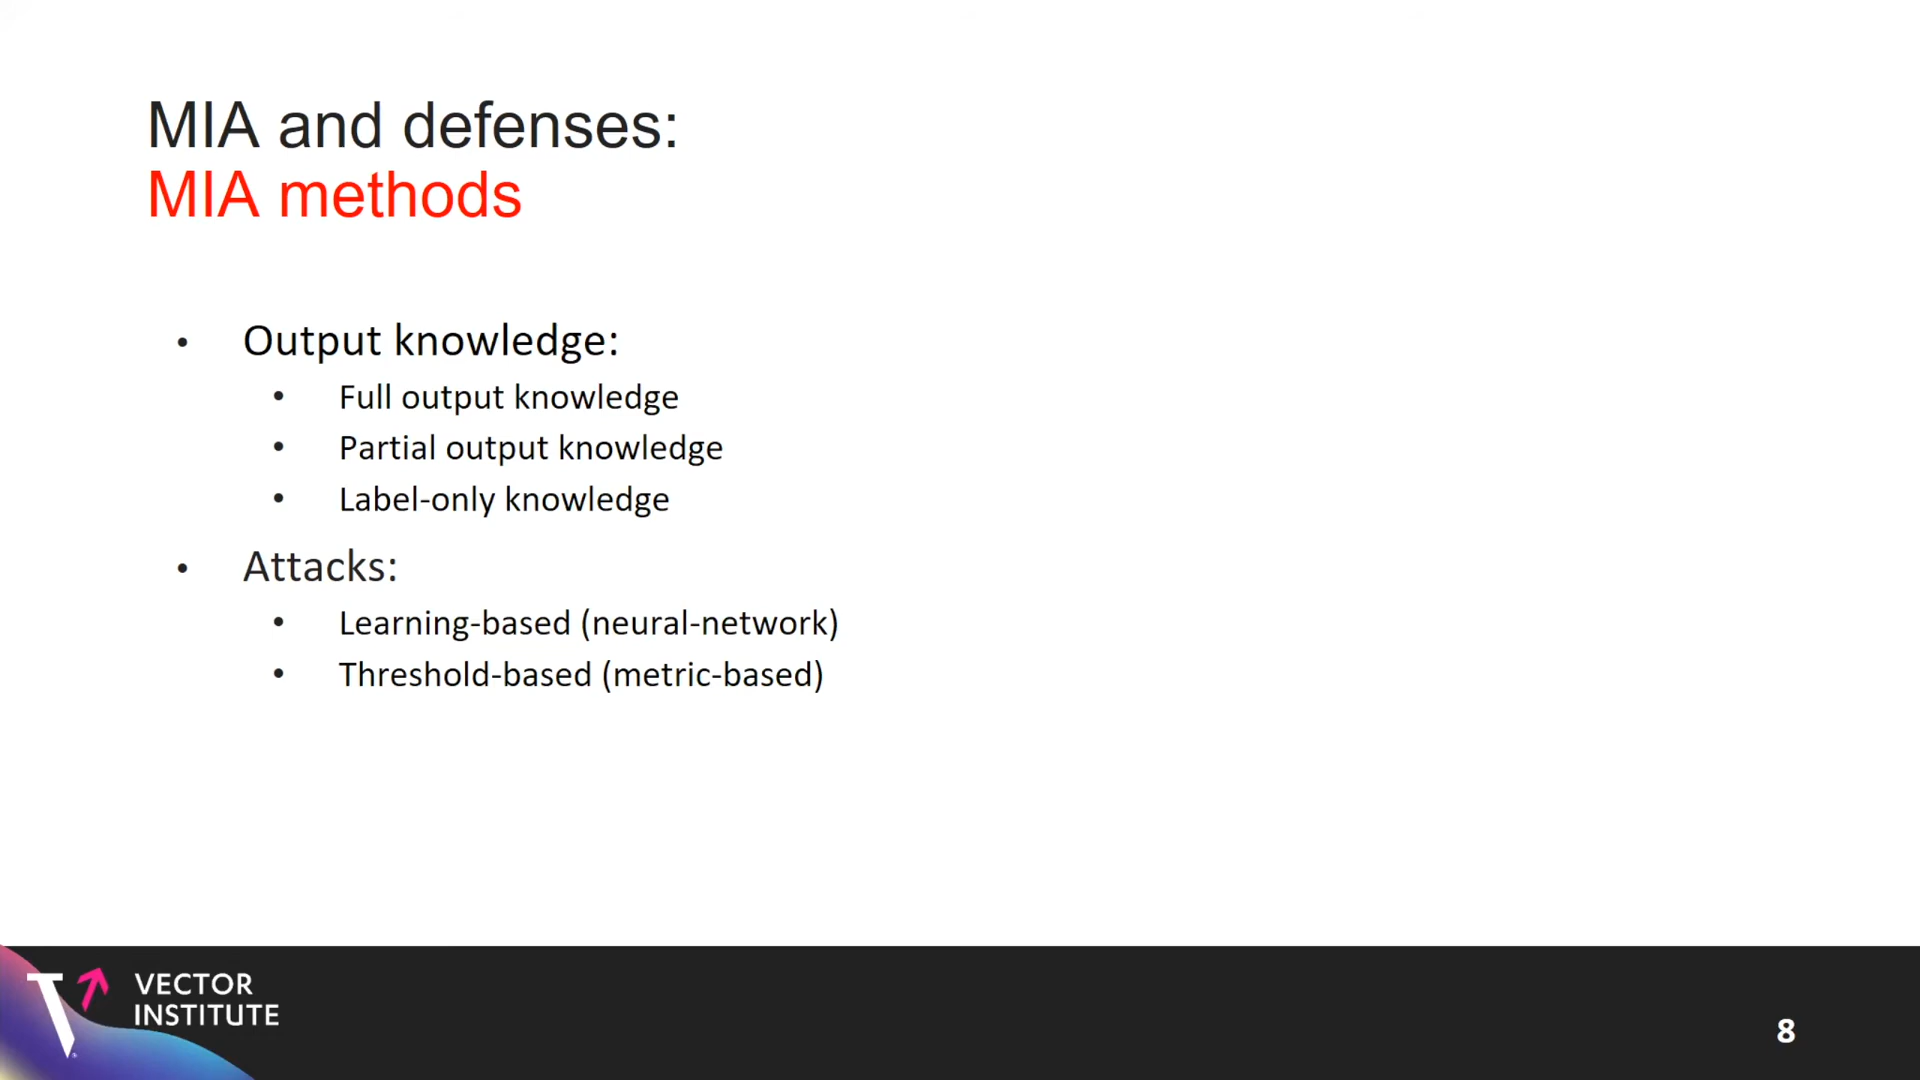 MIA and defenses:
MIA methods
• Output knowledge:
• Full output knowledge
• Partial output knowledge
• Label-only knowledge
• Attacks:
• Learning-based (neural-network)
• Threshold-based (metric-based)
VECTOR
INSTITUTE
8